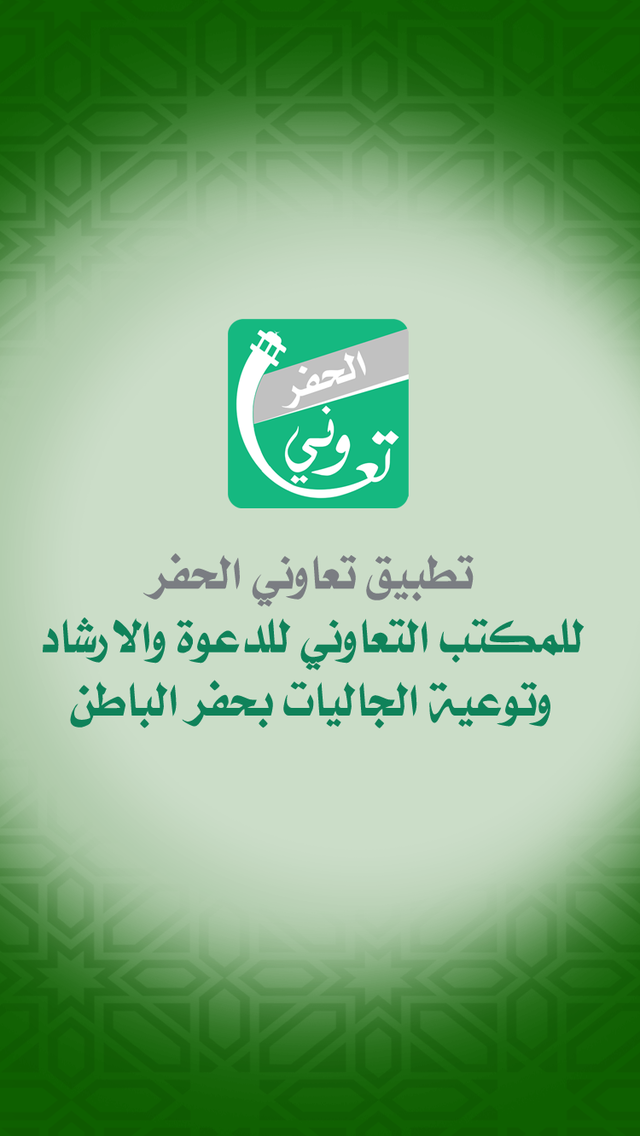 الحفر
تعاوني
تطبيق تعاوني الحفر
للمكتب التعاوني للدعوة والارشاد
وتوعية الجاليات بحفر الباطن